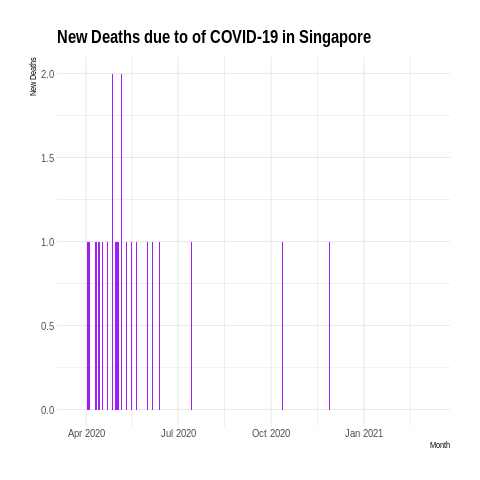 New Deaths due to of COVID-19 in Singapore
New Deaths
2.0
1.5
1.0
0.5
0.0
Apr 2020 Jul 2020 Oct 2020 Jan 2021
Month